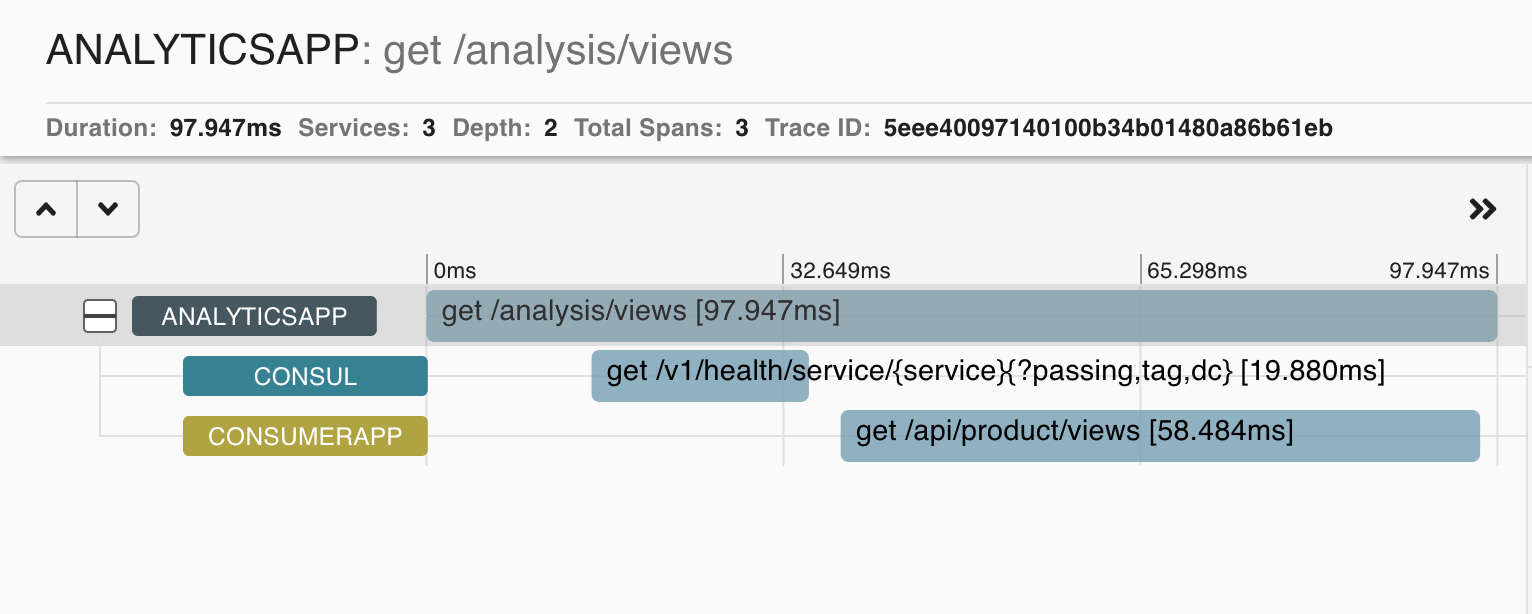 ANALYTICSAPP: get /analysis/views
Duration: 97.947ms Services: 3 Depth: 2 Total Spans: 3 Trace ID: 5eee40097140100b34b01480a86b61eb
0ms 32.649ms 65.298ms 97.947ms
ANALYTICSAPP get /analysis/views [97.947ms]
CONSUL get /v1/health/service/{service}{?passing,tag,dc} [19.880ms]
CONSUMERAPP get /api/product/views [58.484ms]